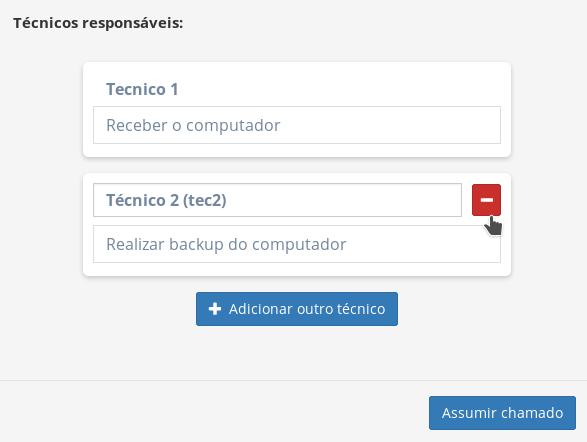 Técnicos responsáveis:
Tecnico 1
Receber o computador
Técnico 2 (tec2)
Realizar backup do computador
Adicionar outro técnico
Assumir chamado